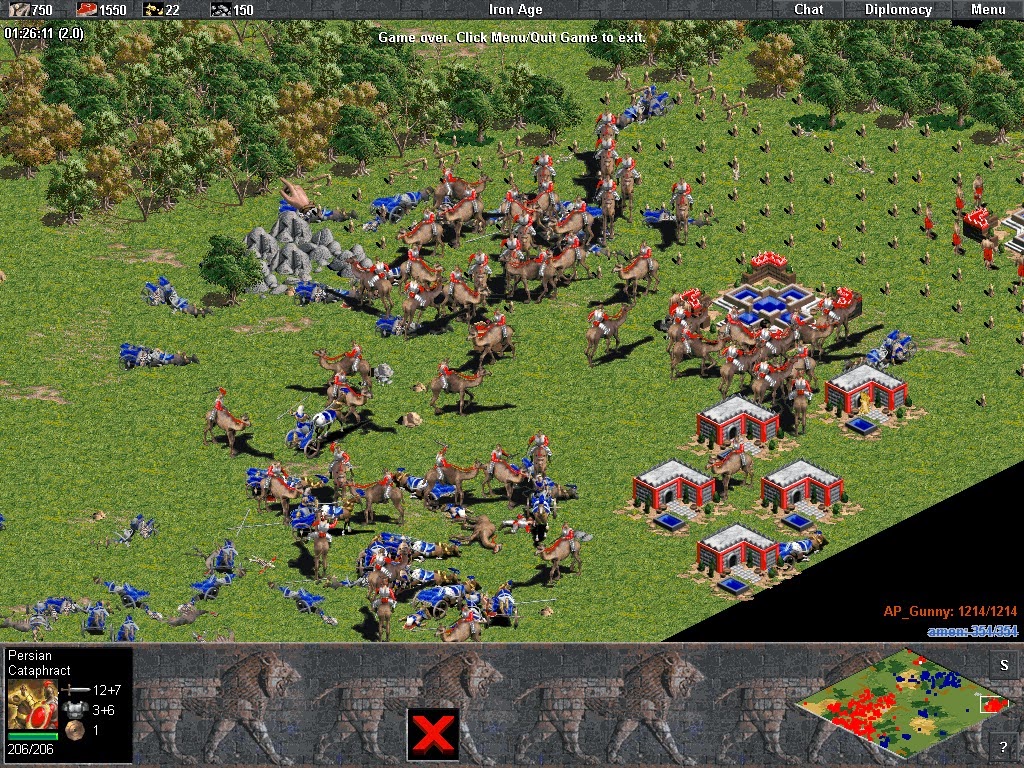 750 1550 22 150 Iron Age Chat Diplomacy Menu
01:26:11 (2.0)
Game over. Click Menu/Quit Game to exit.
AP_Gunny: 1214/1214
amon: 354/354
Persian
Cataphract
12+7
3+6
1
206/206
S
?